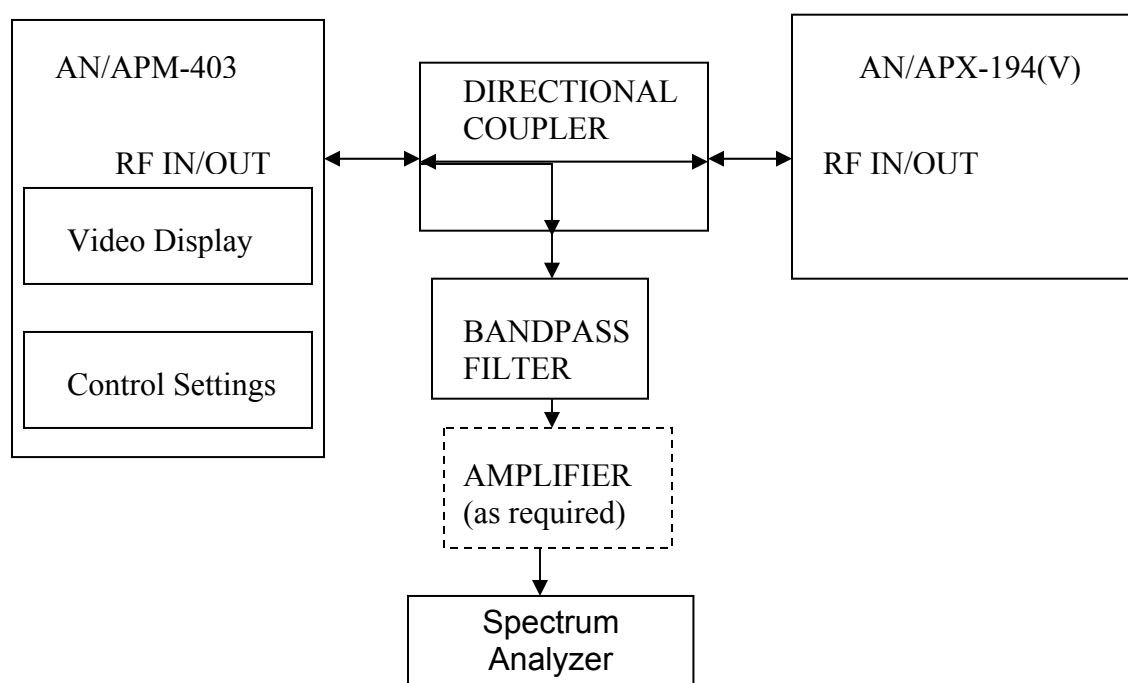 AN/APM-403
RF IN/OUT
Video Display
Control Settings
DIRECTIONAL
COUPLER
AN/APX-194(V)
RF IN/OUT
BANDPASS
FILTER
AMPLIFIER
(as required)
Spectrum
Analyzer